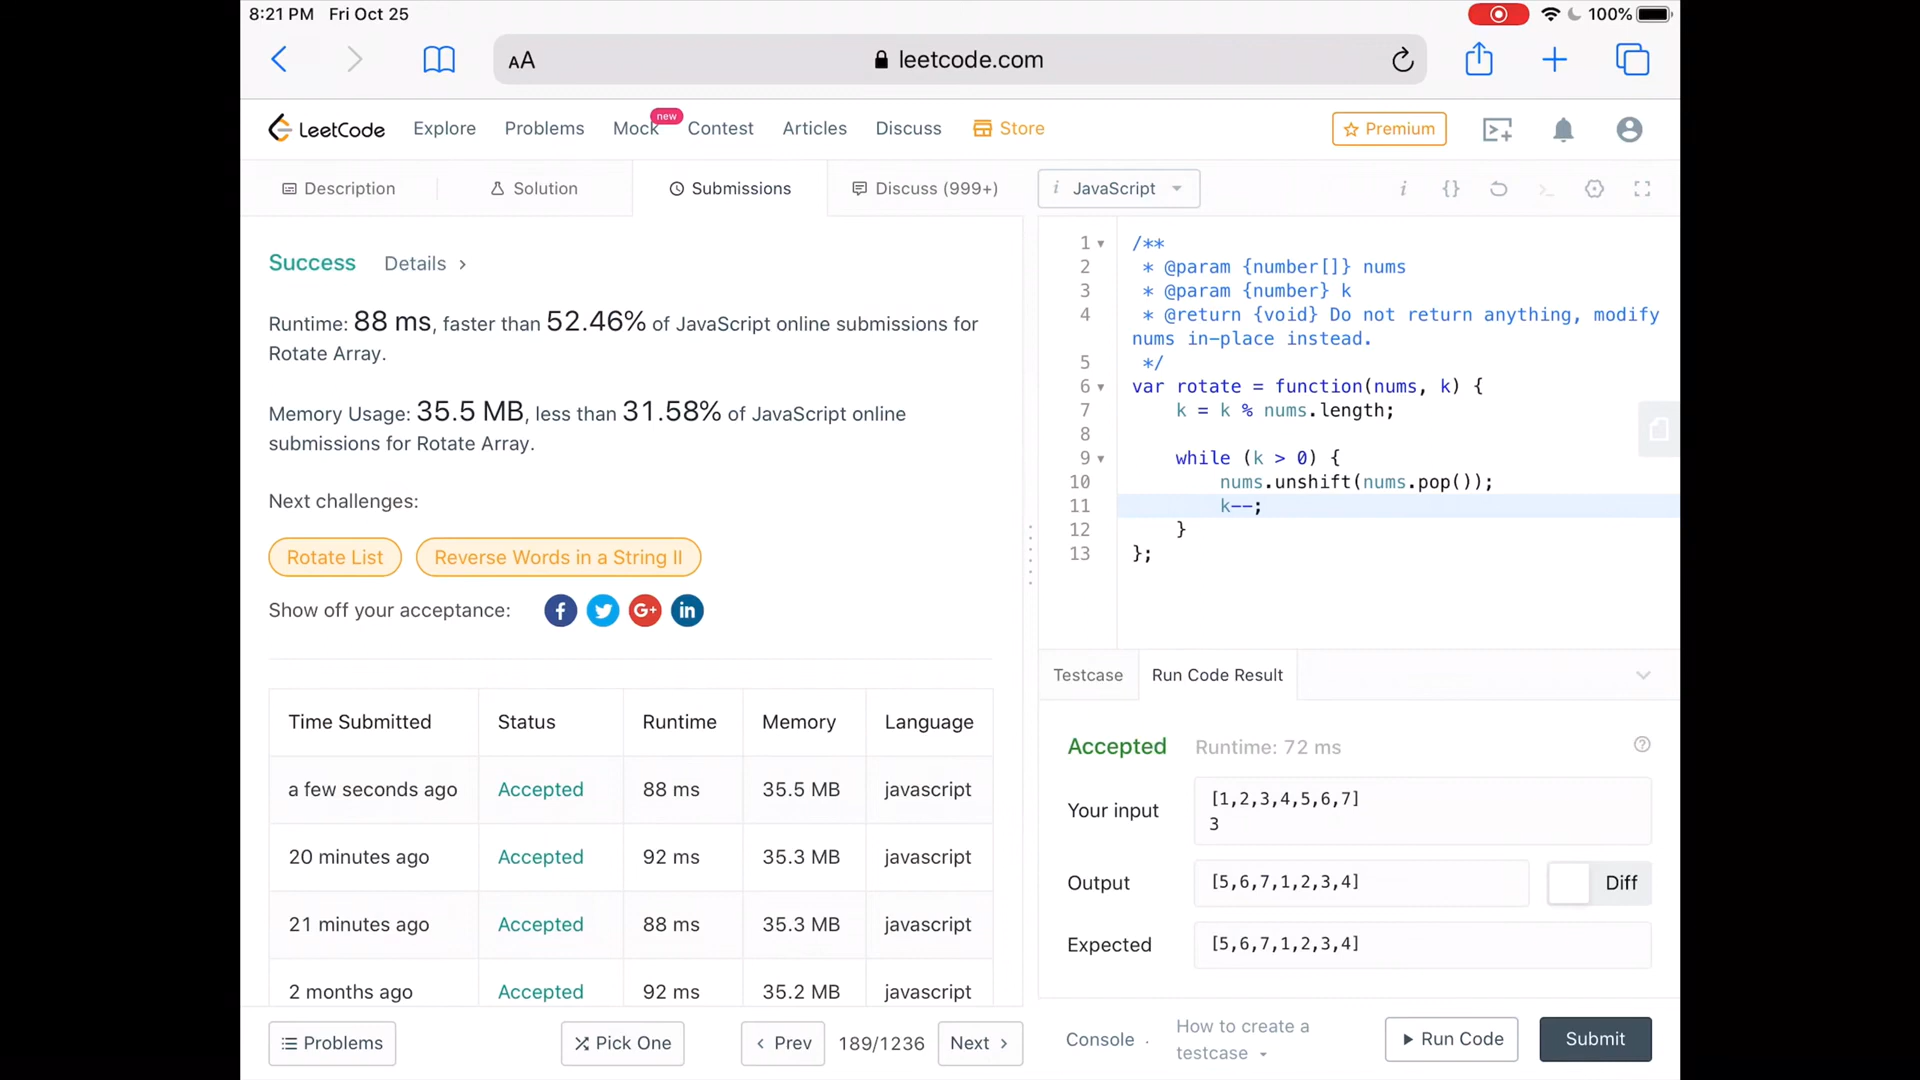 8:21 PM Fri Oct 25
100%
AA
leetcode.com
LeetCode Explore Problems Mock new Contest Articles Discuss Store
Premium
Description Solution Submissions Discuss (999+)
i JavaScript
Success Details >
Runtime: 88 ms, faster than 52.46% of JavaScript online submissions for
Rotate Array.
Memory Usage: 35.5 MB, less than 31.58% of JavaScript online
submissions for Rotate Array.
Next challenges:
Rotate List Reverse Words in a String II
Show off your acceptance:
Time Submitted Status Runtime Memory Language
a few seconds ago Accepted 88 ms 35.5 MB javascript
20 minutes ago Accepted 92 ms 35.3 MB javascript
21 minutes ago Accepted 88 ms 35.3 MB javascript
2 months ago Accepted 92 ms 35.2 MB javascript
Problems
Pick One
Prev 189/1236 Next
1 /**
2 * @param {number[]} nums
3 * @param {number} k
4 * @return {void} Do not return anything, modify
nums in-place instead.
5 */
6 var rotate = function(nums, k) {
7 k = k % nums.length;
8
9 while (k > 0) {
10 nums.unshift(nums.pop());
11 k--;
12 }
13 };
Testcase Run Code Result
Accepted Runtime: 72 ms
Your input
[1,2,3,4,5,6,7]
3
Output [5,6,7,1,2,3,4] Diff
Expected [5,6,7,1,2,3,4]
Console
How to create a
testcase
Run Code
Submit